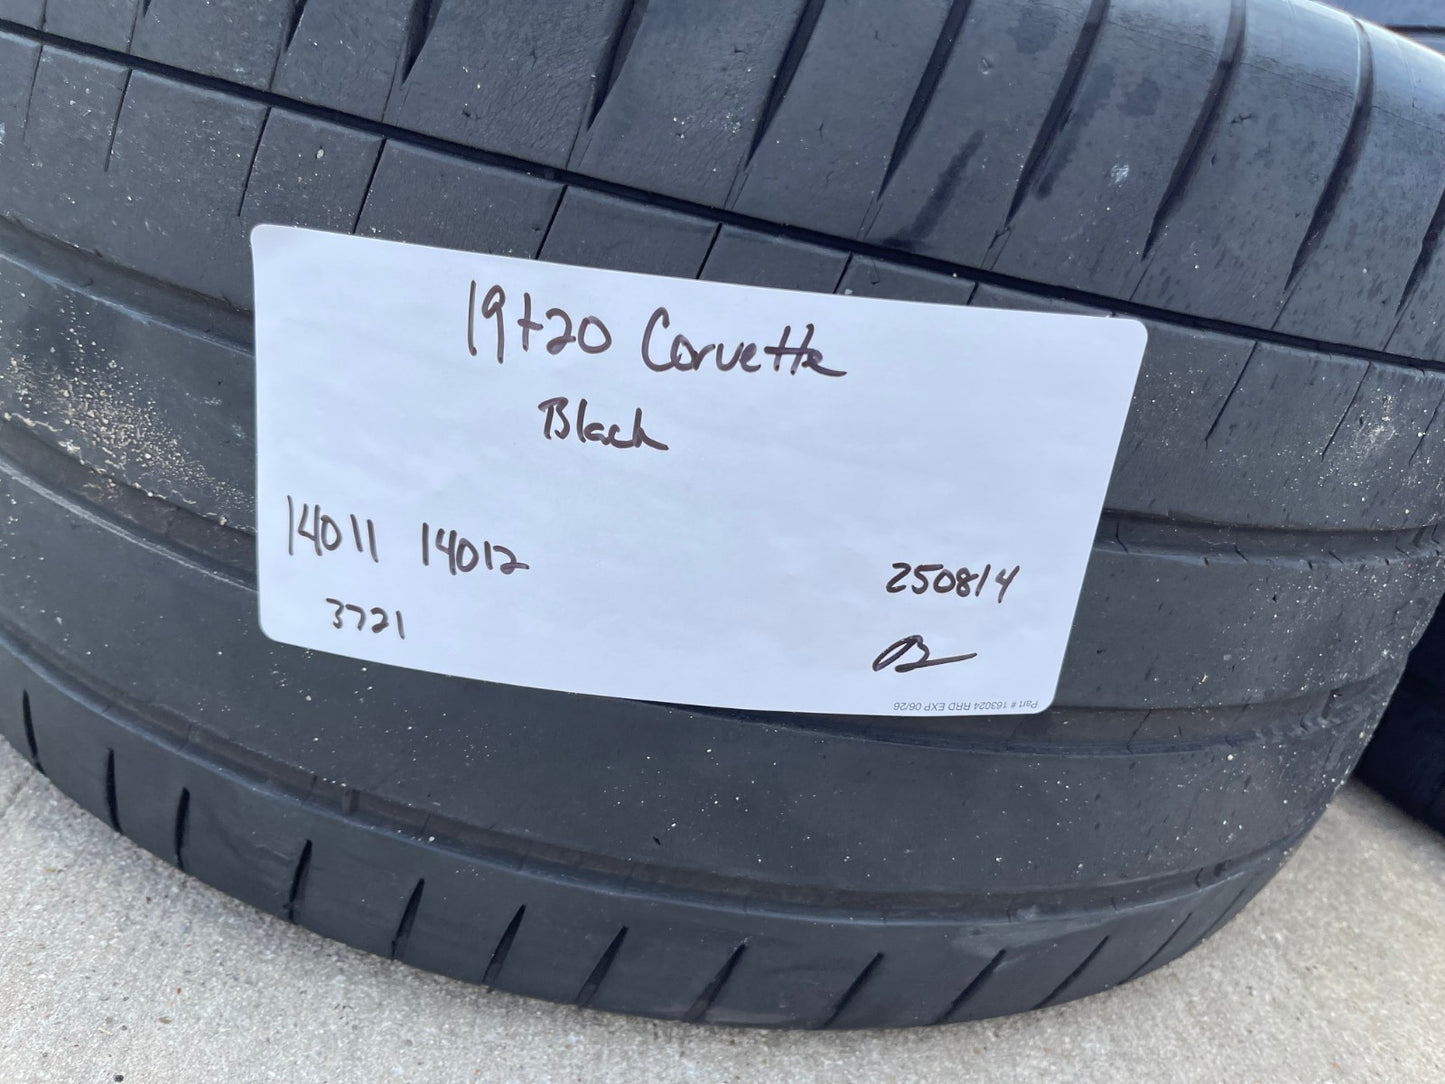 19+20 Corvette
Black
14011 14012
3721
250814
Part # 163024 RRD EXP 06/26